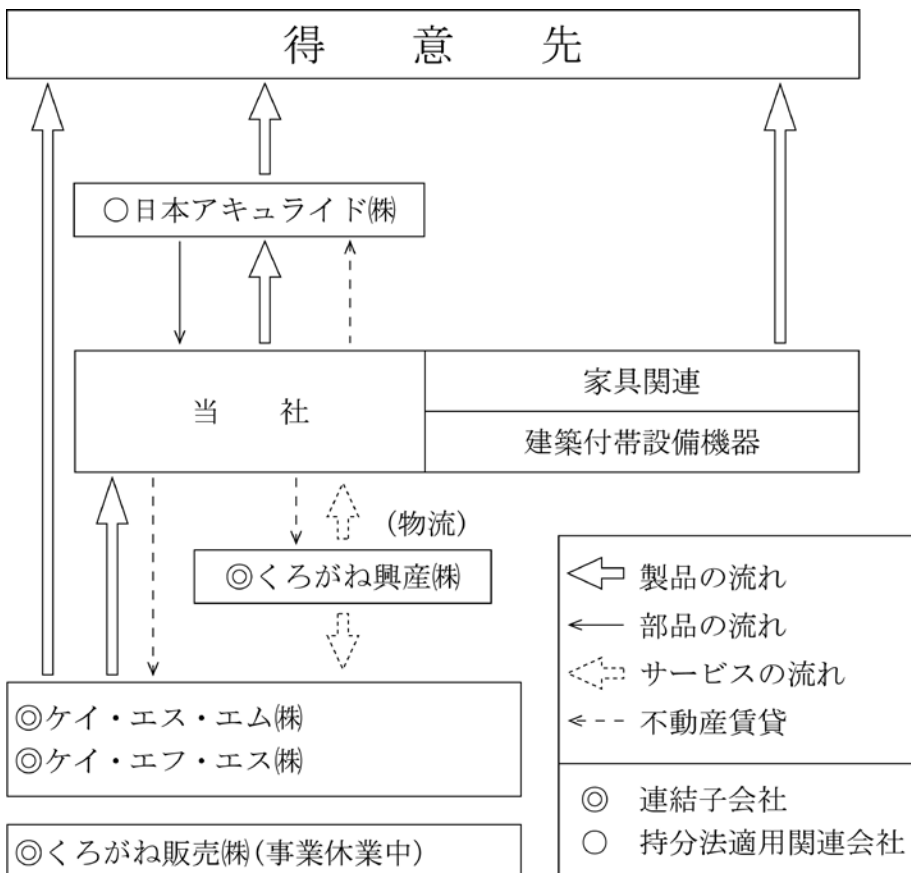 得意先
○日本アキュライド㈱
当社
家具関連
建築付帯設備機器
(物流)
◎くろがね興産㈱
◎ケイ・エス・エム㈱
◎ケイ・エフ・エス㈱
◎くろがね販売㈱(事業休業中)
製品の流れ
部品の流れ
サービスの流れ
不動産賃貸
◎ 連結子会社
○ 持分法適用関連会社